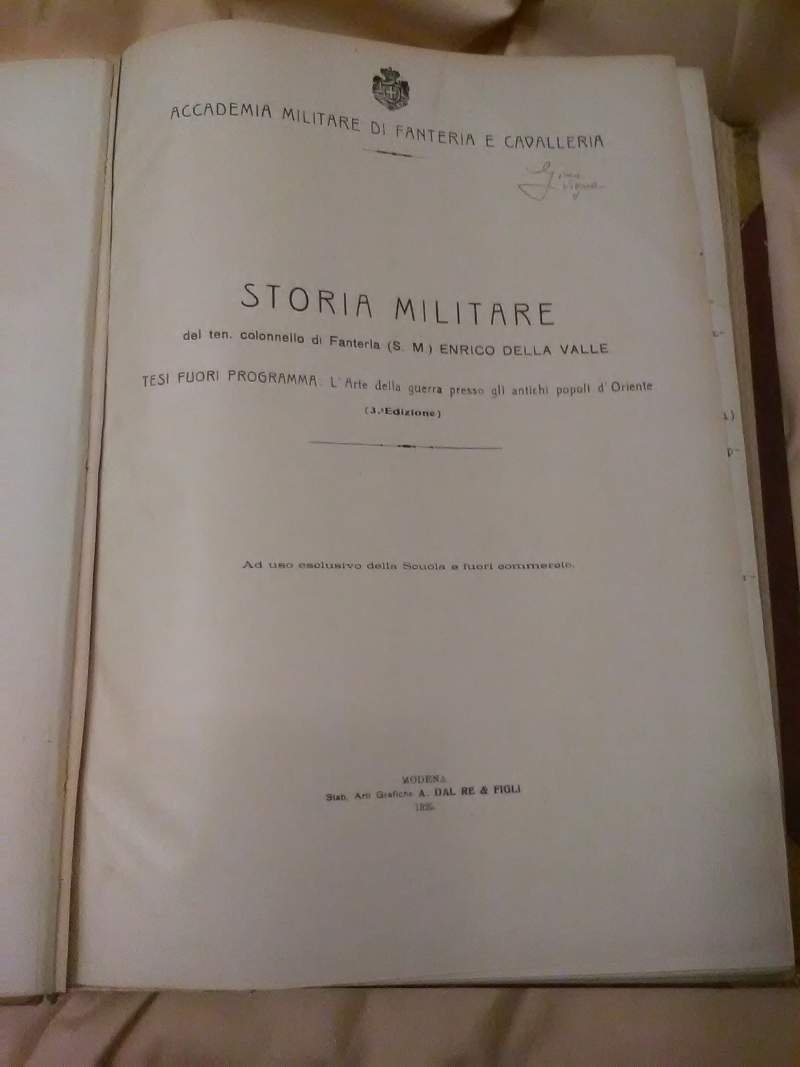 ACCADEMIA MILITARE DI FANTERIA E CAVALLERIA
STORIA MILITARE
del ten. colonnello di Fanteria (S. M) ENRICO DELLA VALLE
TESI FUORI PROGRAMMA. L'Arte della guerra presso gli antichi popoli d'Oriente
(3.ª Edizione)
Ad uso esclusivo della Scuola e fuori commercio.
MODENA
Stab. Arti Grafiche A. DAL RE & FIGLI